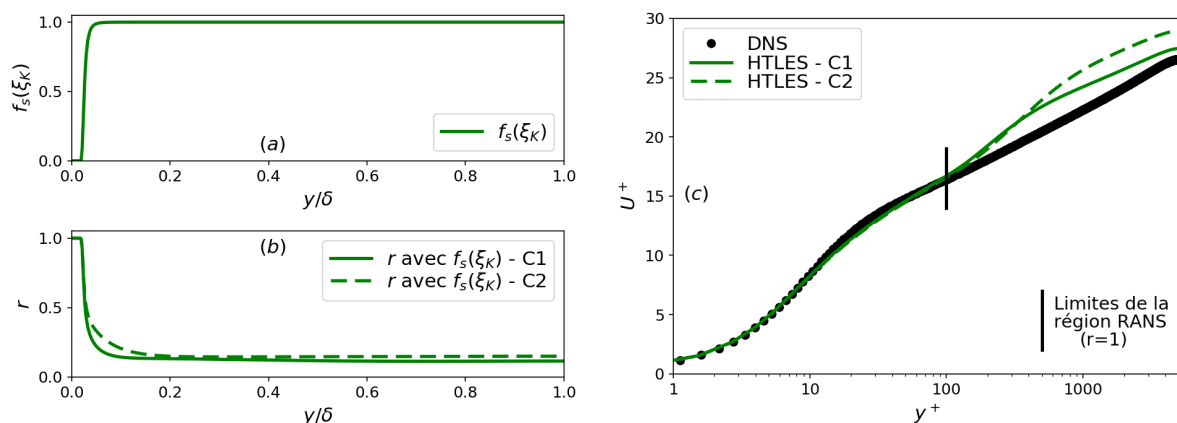 1.0
0.5
0.0
0.0
0.2
0.4
0.6
0.8
1.0
f_s(ξ_K)
y/δ
(a)
f_s(ξ_K)
1.0
0.5
0.0
0.0
0.2
0.4
0.6
0.8
1.0
r
y/δ
(b)
r avec f_s(ξ_K) - C1
r avec f_s(ξ_K) - C2
30
25
20
15
10
5
0
1
10
100
1000
U⁺
y⁺
(c)
DNS
HTLES - C1
HTLES - C2
Limites de la
région RANS
(r=1)